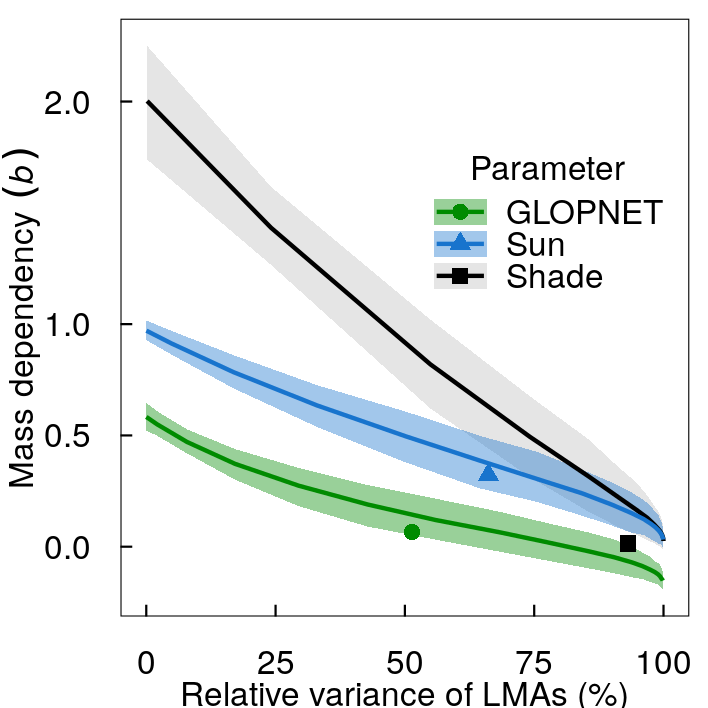 Mass dependency (b)
2.0
1.0
0.5
0.0
Parameter
GLOPNET
Sun
Shade
0 25 50 75 100
Relative variance of LMAs (%)